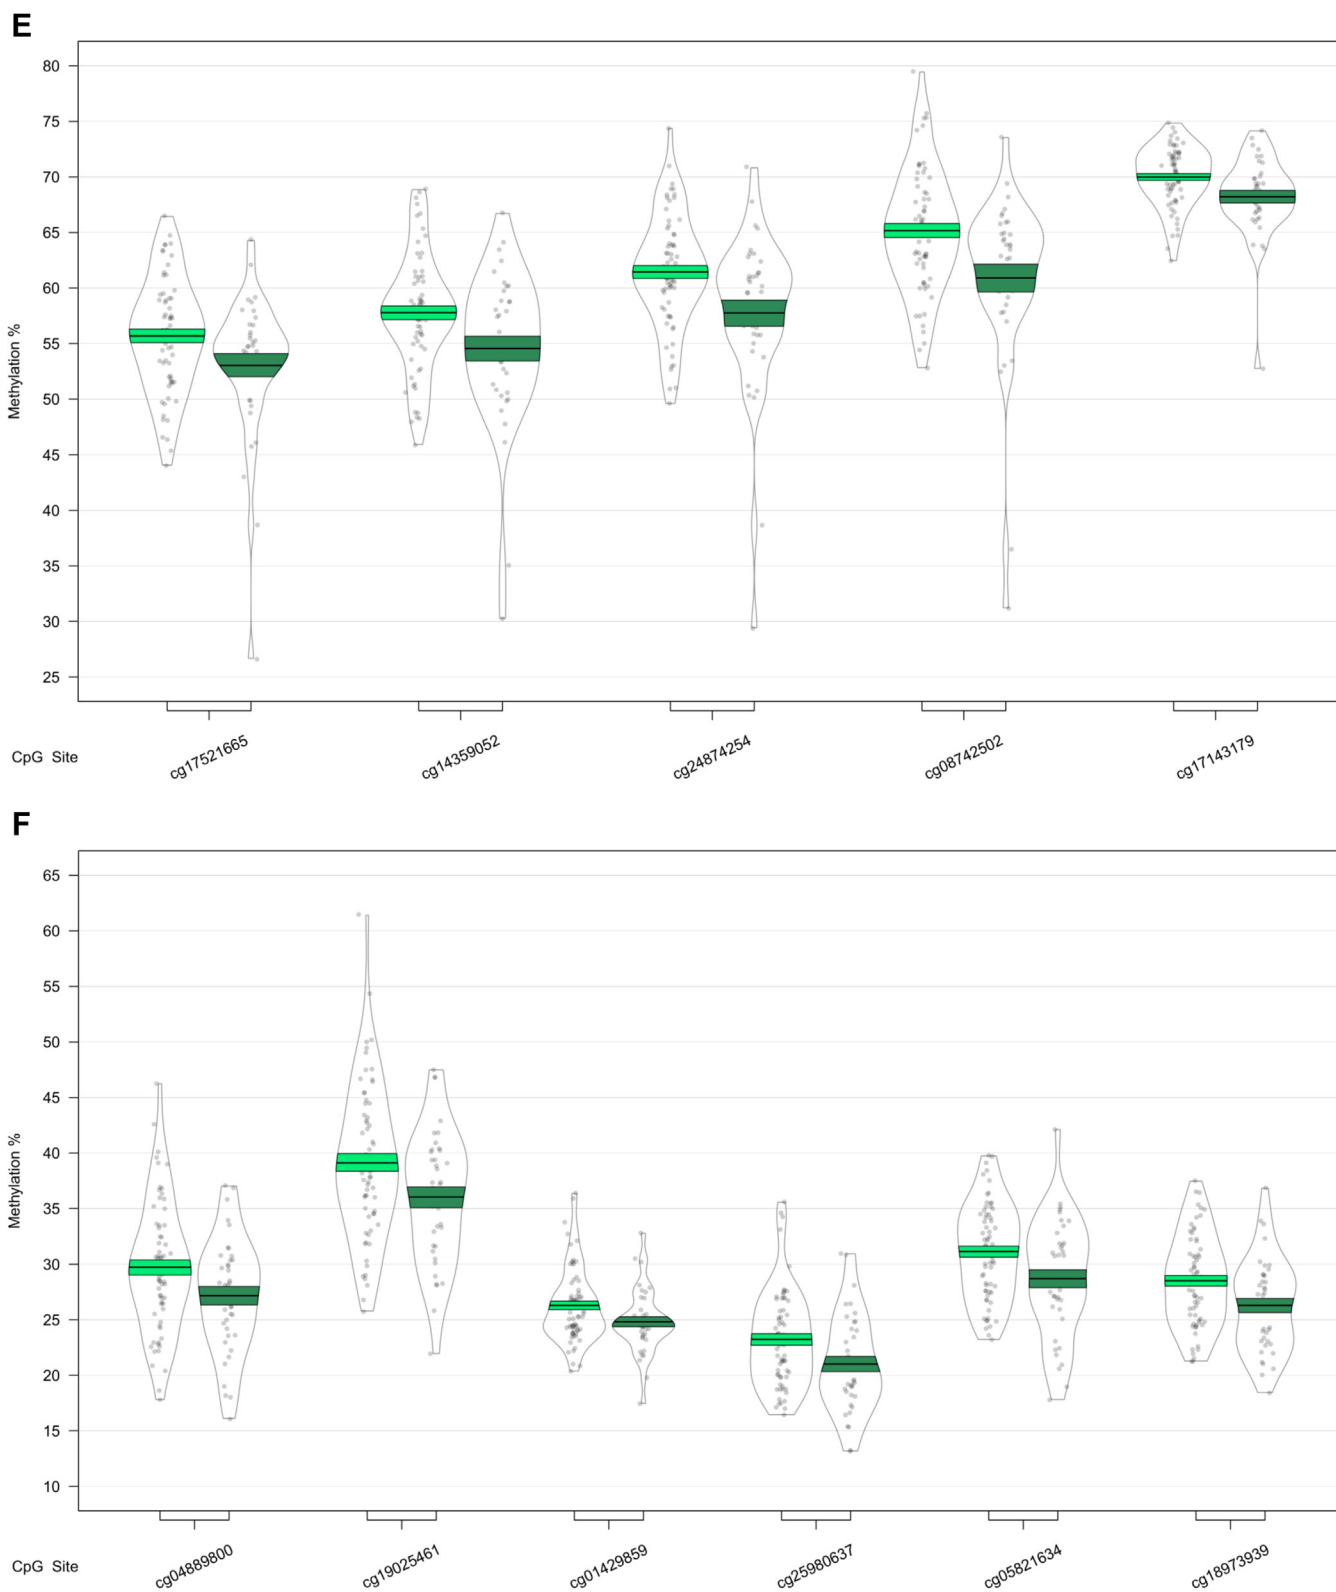 E
80
75
70
65
60
55
50
45
40
35
30
25
Methylation %
CpG Site
cg17521665
cg14359052
cg24874254
cg08742502
cg17143179
F
65
60
55
50
45
40
35
30
25
20
15
10
Methylation %
CpG Site
cg04889800
cg19025461
cg01429859
cg25980637
cg05821634
cg18973939